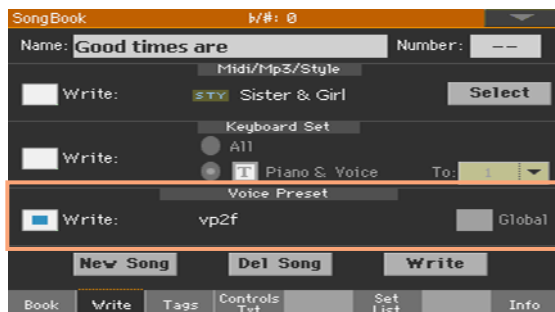 SongBook b/#: 0
Name: Good times are Number: --
Midi/Mp3/Style
Write: STY Sister & Girl Select
Keyboard Set
All
Write: T Piano & Voice To: 1
Voice Preset
Write: vp2f Global
New Song Del Song Write
Book Write Tags Controls Txt Set List Info